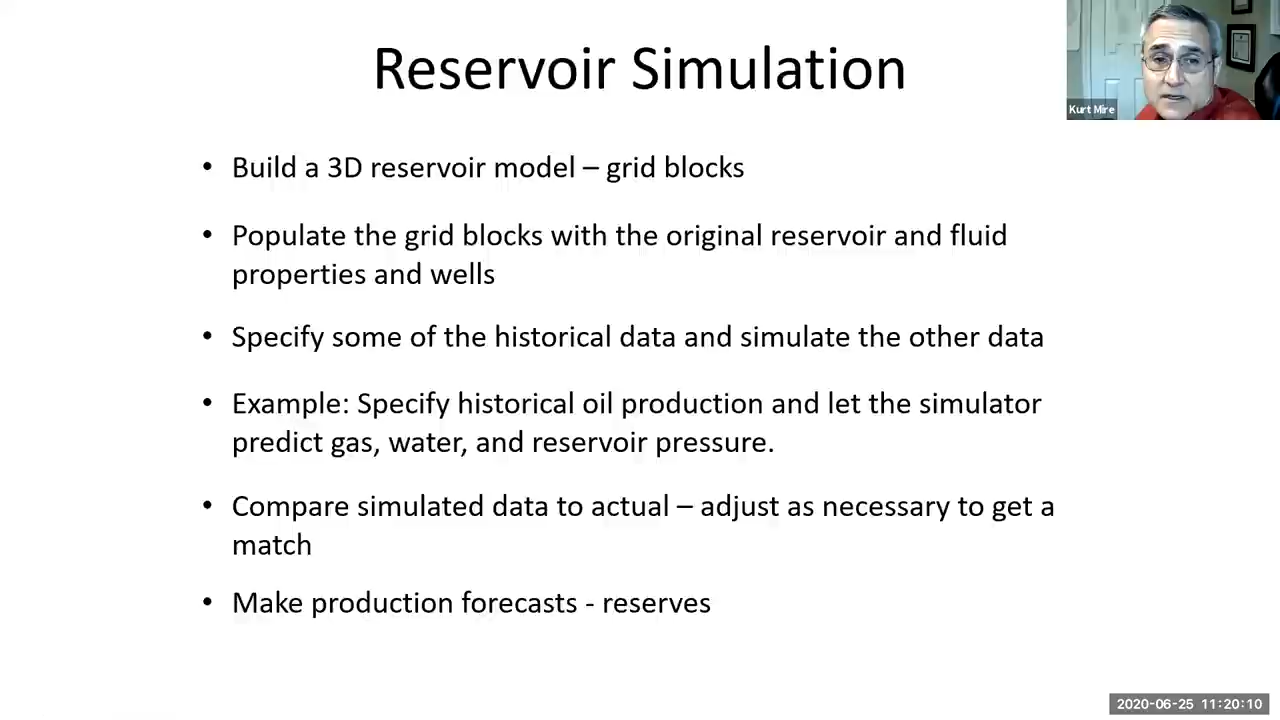 Reservoir Simulation
Kurt Mire
• Build a 3D reservoir model – grid blocks
• Populate the grid blocks with the original reservoir and fluid
properties and wells
• Specify some of the historical data and simulate the other data
• Example: Specify historical oil production and let the simulator
predict gas, water, and reservoir pressure.
• Compare simulated data to actual – adjust as necessary to get a
match
• Make production forecasts - reserves
2020-06-25 11:20:10